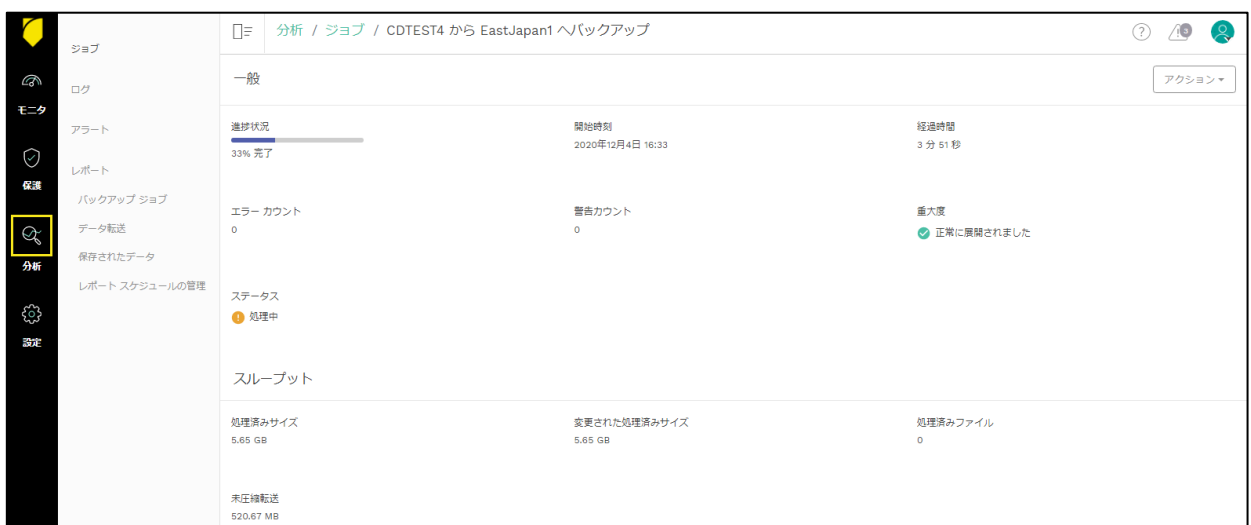 モニタ
保護
分析
設定
ジョブ
ログ
アラート
レポート
バックアップ ジョブ
データ転送
保存されたデータ
レポート スケジュールの管理
分析 / ジョブ / CDTEST4 から EastJapan1 へバックアップ
3
一般
アクション
進捗状況
33% 完了
開始時刻
2020年12月4日 16:33
経過時間
3 分 51 秒
エラー カウント
0
警告カウント
0
重大度
正常に展開されました
ステータス
処理中
スループット
処理済みサイズ
5.65 GB
変更された処理済みサイズ
5.65 GB
処理済みファイル
0
未圧縮転送
520.67 MB